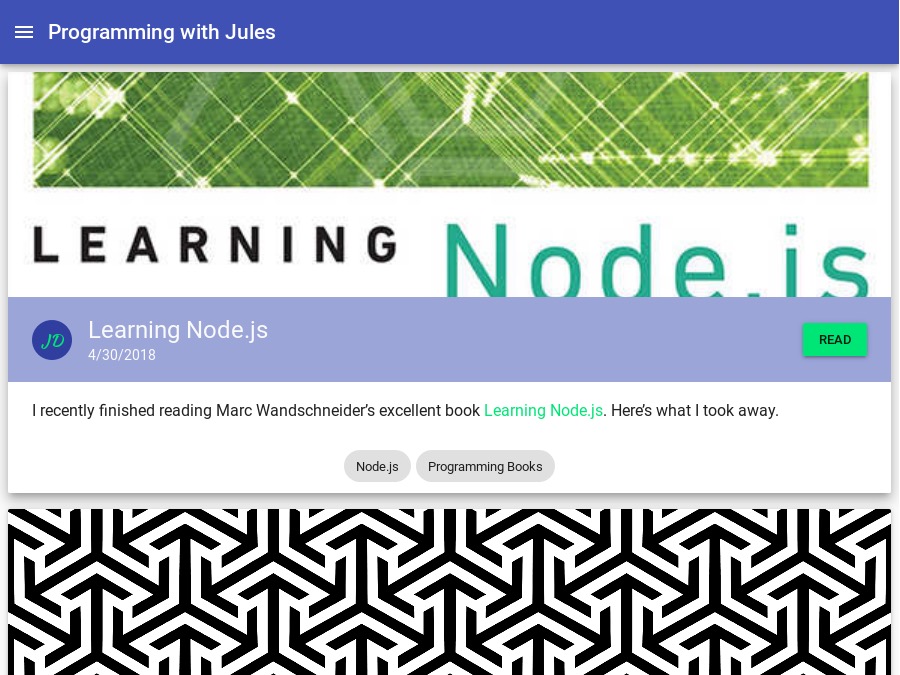 Programming with Jules
LEARNING Node.js
JD
Learning Node.js
4/30/2018
READ
I recently finished reading Marc Wandschneider’s excellent book Learning Node.js. Here’s what I took away.
Node.js
Programming Books